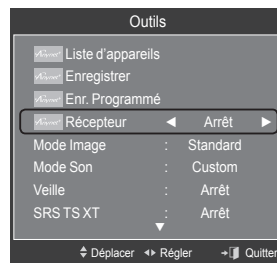 Outils
Liste d'appareils
Enregistrer
Enr. Programmé
Récepteur ◄ Arrêt ►
Mode Image : Standard
Mode Son : Custom
Veille : Arrêt
SRS TS XT : Arrêt
▼
Déplacer Régler Quitter